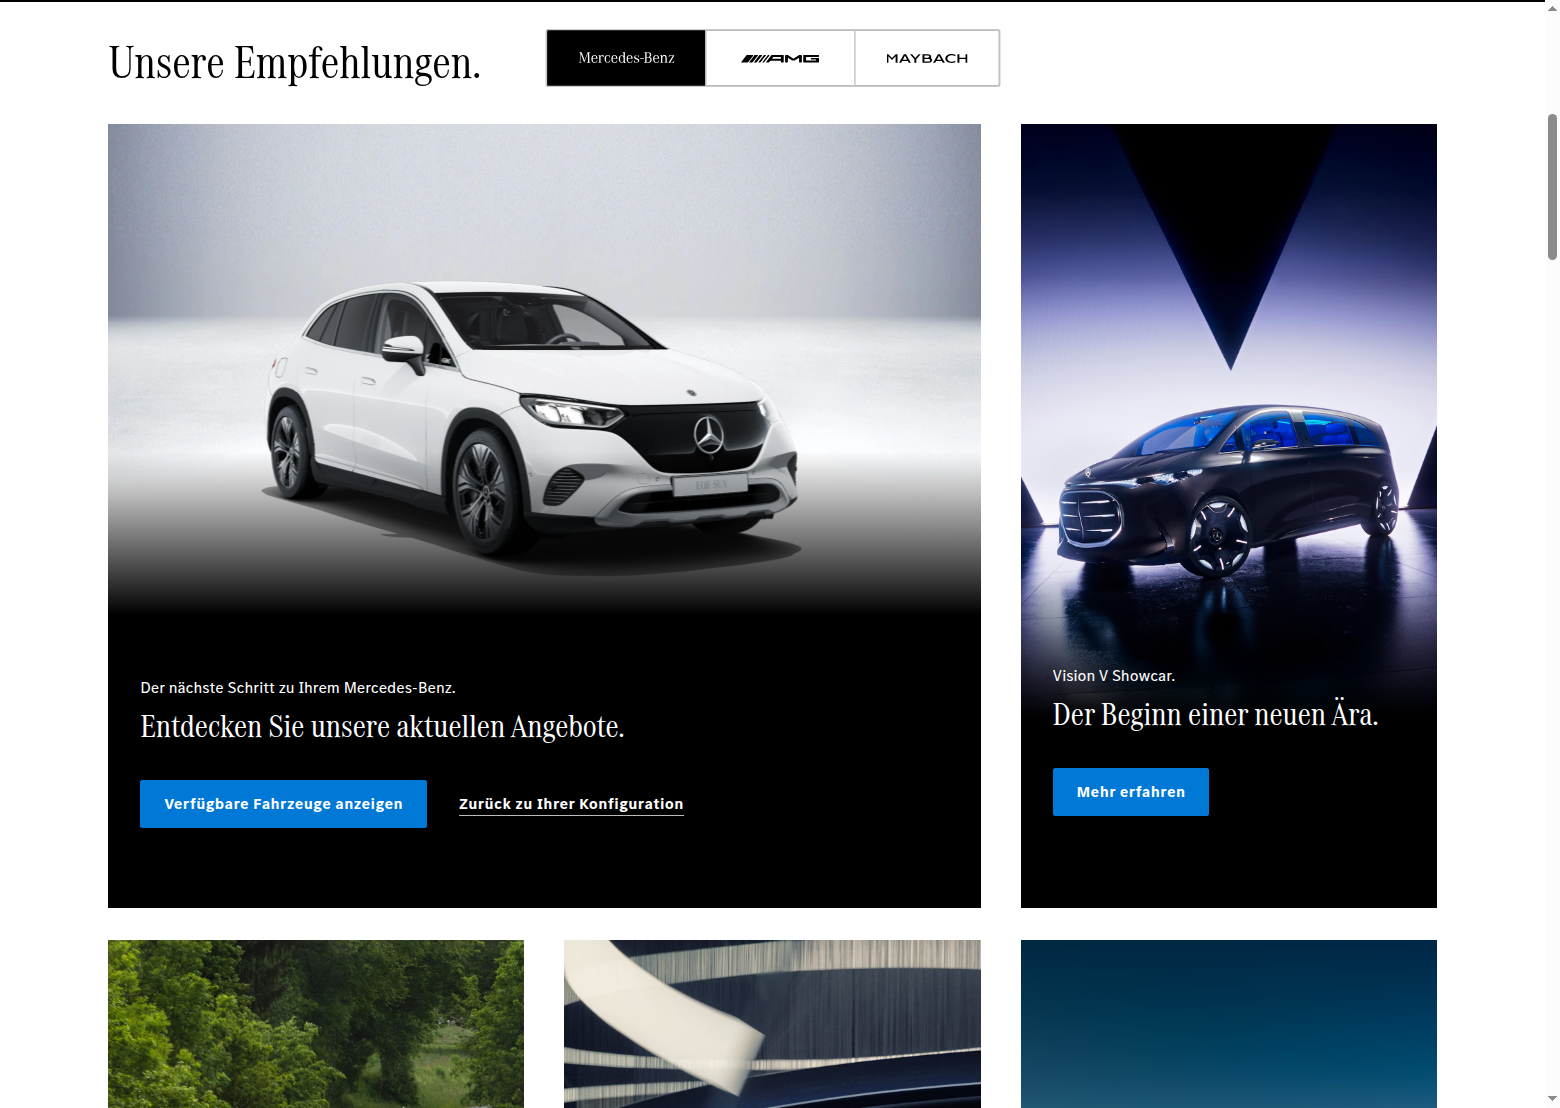 Unsere Empfehlungen.
Mercedes-Benz
AMG
MAYBACH
EQE SUV
Der nächste Schritt zu Ihrem Mercedes-Benz.
Entdecken Sie unsere aktuellen Angebote.
Verfügbare Fahrzeuge anzeigen
Zurück zu Ihrer Konfiguration
Vision V Showcar.
Der Beginn einer neuen Ära.
Mehr erfahren